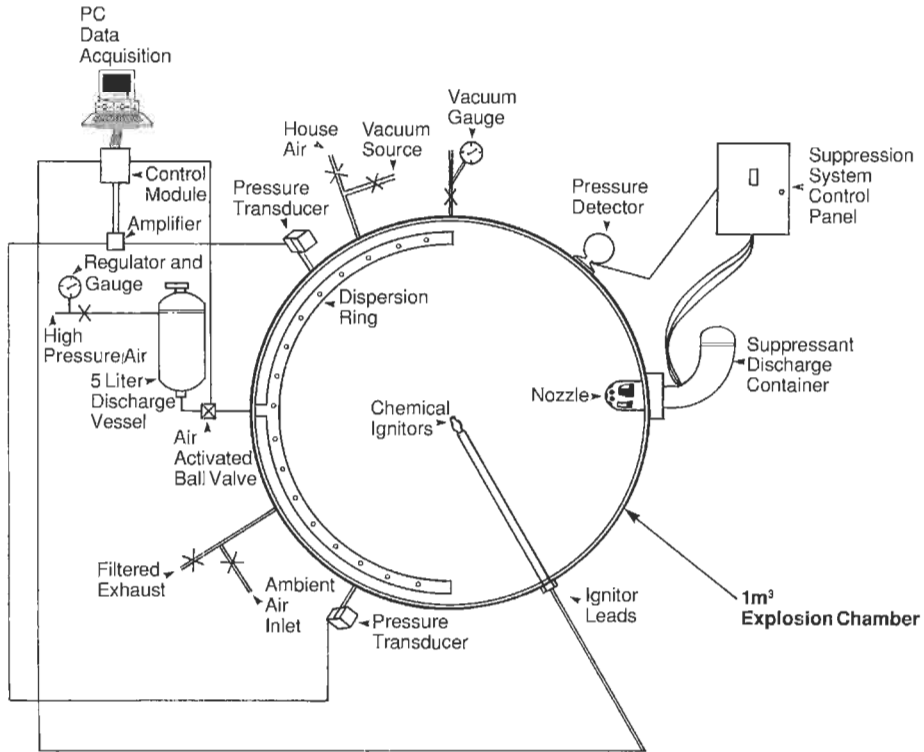 PC
Data
Acquisition
Control
Module
Amplifier
Regulator and
Gauge
High
Pressure/Air
5 Liter
Discharge
Vessel
Air
Activated
Ball Valve
House
Air
Vacuum
Source
Pressure
Transducer
Vacuum
Gauge
Pressure
Detector
Suppression
System
Control
Panel
Dispersion
Ring
Nozzle
Suppressant
Discharge
Container
Chemical
Ignitors
Filtered
Exhaust
Ambient
Air
Inlet
Pressure
Transducer
Ignitor
Leads
1m³
Explosion Chamber